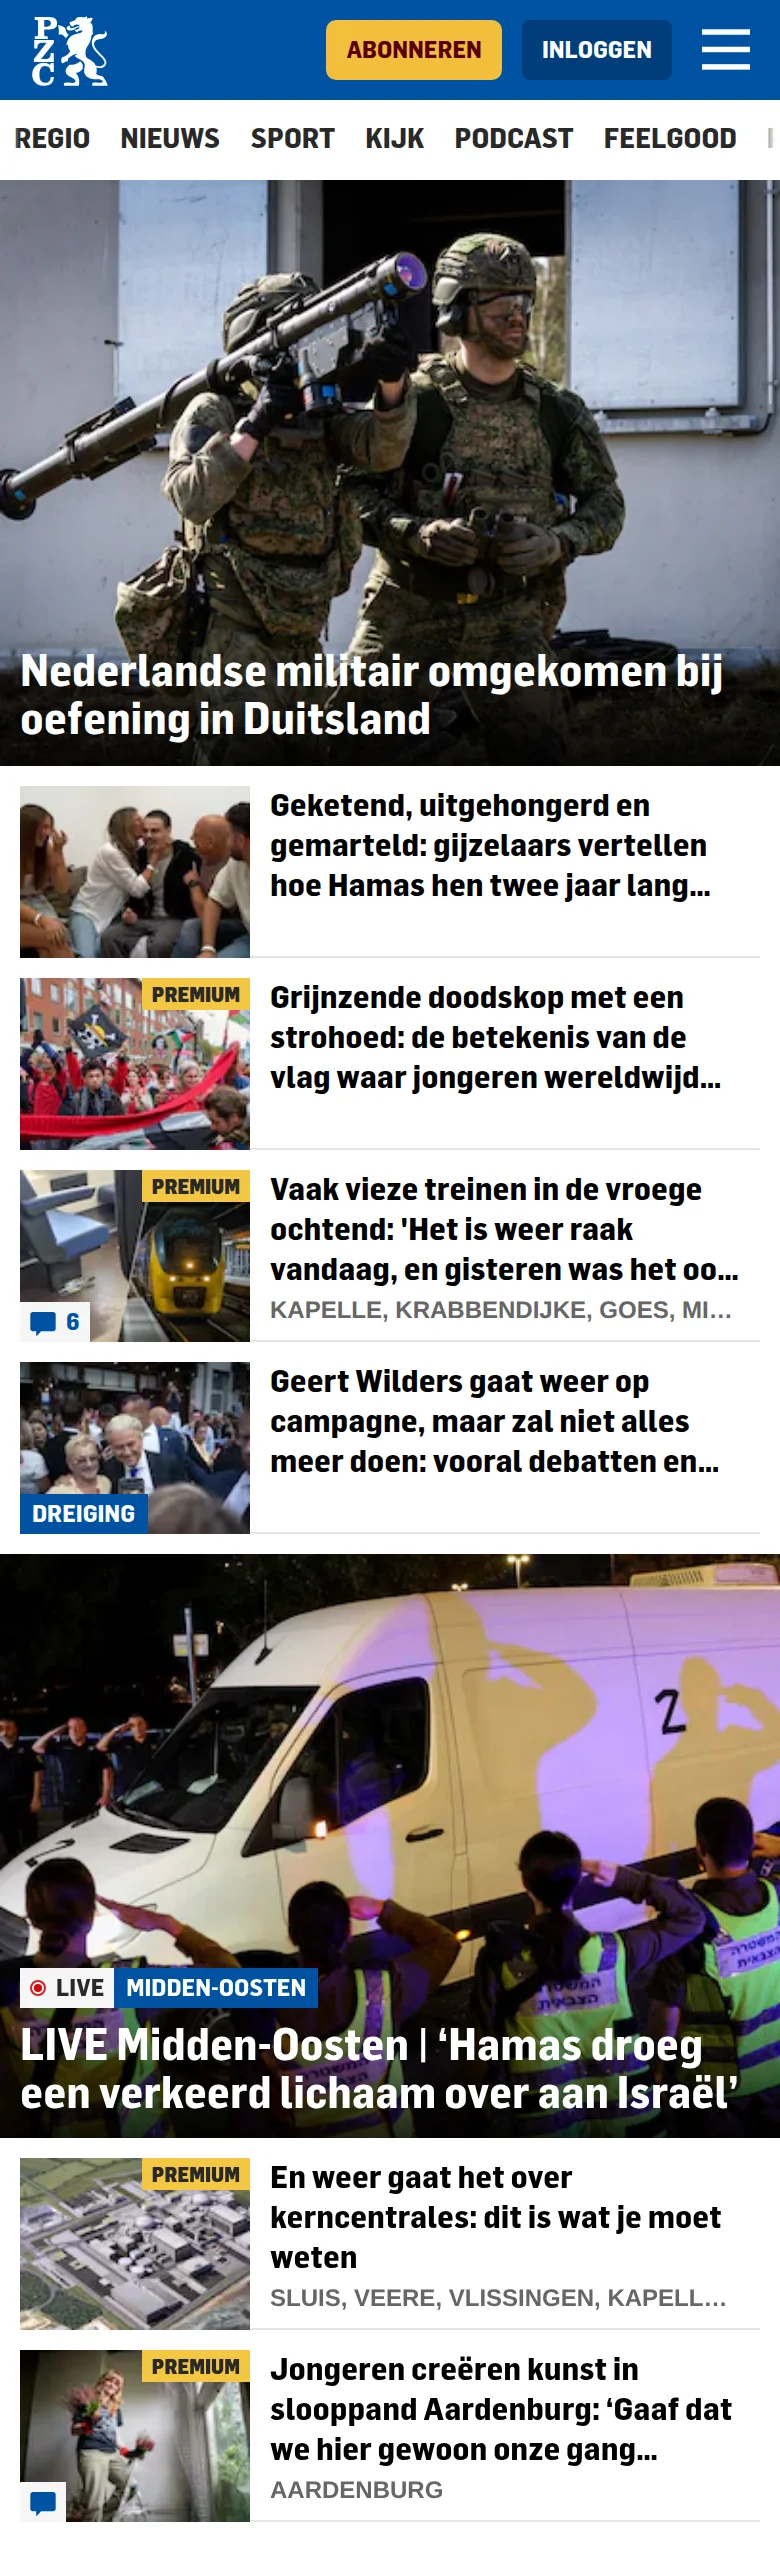 PZC
ABONNEREN
INLOGGEN
REGIO NIEUWS SPORT KIJK PODCAST FEELGOOD
Nederlandse militair omgekomen bij
oefening in Duitsland
Geketend, uitgehongerd en
gemarteld: gijzelaars vertellen
hoe Hamas hen twee jaar lang...
PREMIUM
Grijnzende doodskop met een
strohoed: de betekenis van de
vlag waar jongeren wereldwijd...
PREMIUM
6
Vaak vieze treinen in de vroege
ochtend: 'Het is weer raak
vandaag, en gisteren was het oo...
KAPELLE, KRABBENDIJKE, GOES, MI...
DREIGING
Geert Wilders gaat weer op
campagne, maar zal niet alles
meer doen: vooral debatten en...
2
המשטרה
הצבאית
LIVE MIDDEN-OOSTEN
LIVE Midden-Oosten | ‘Hamas droeg
een verkeerd lichaam over aan Israël’
PREMIUM
En weer gaat het over
kerncentrales: dit is wat je moet
weten
SLUIS, VEERE, VLISSINGEN, KAPELL...
PREMIUM
Jongeren creëren kunst in
slooppand Aardenburg: ‘Gaaf dat
we hier gewoon onze gang...
AARDENBURG